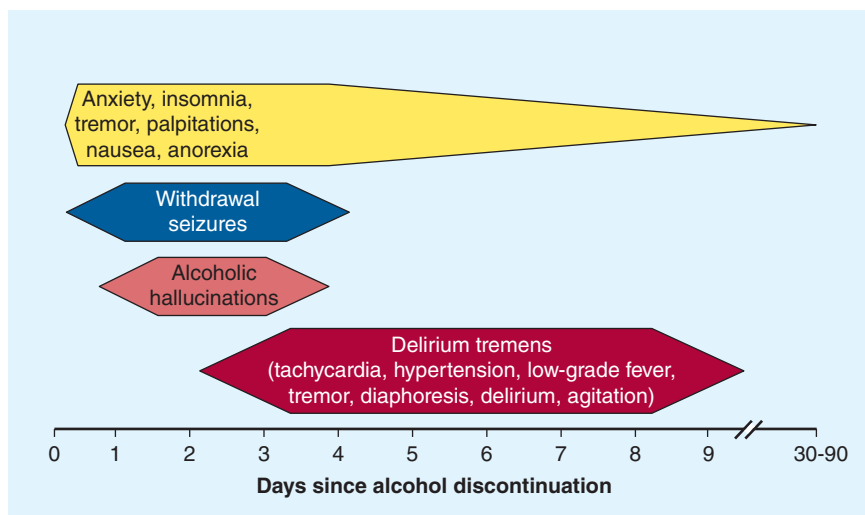 Anxiety, insomnia,
tremor, palpitations,
nausea, anorexia
Withdrawal
seizures
Alcoholic
hallucinations
Delirium tremens
(tachycardia, hypertension, low-grade fever,
tremor, diaphoresis, delirium, agitation)
0 1 2 3 4 5 6 7 8 9 30-90
Days since alcohol discontinuation